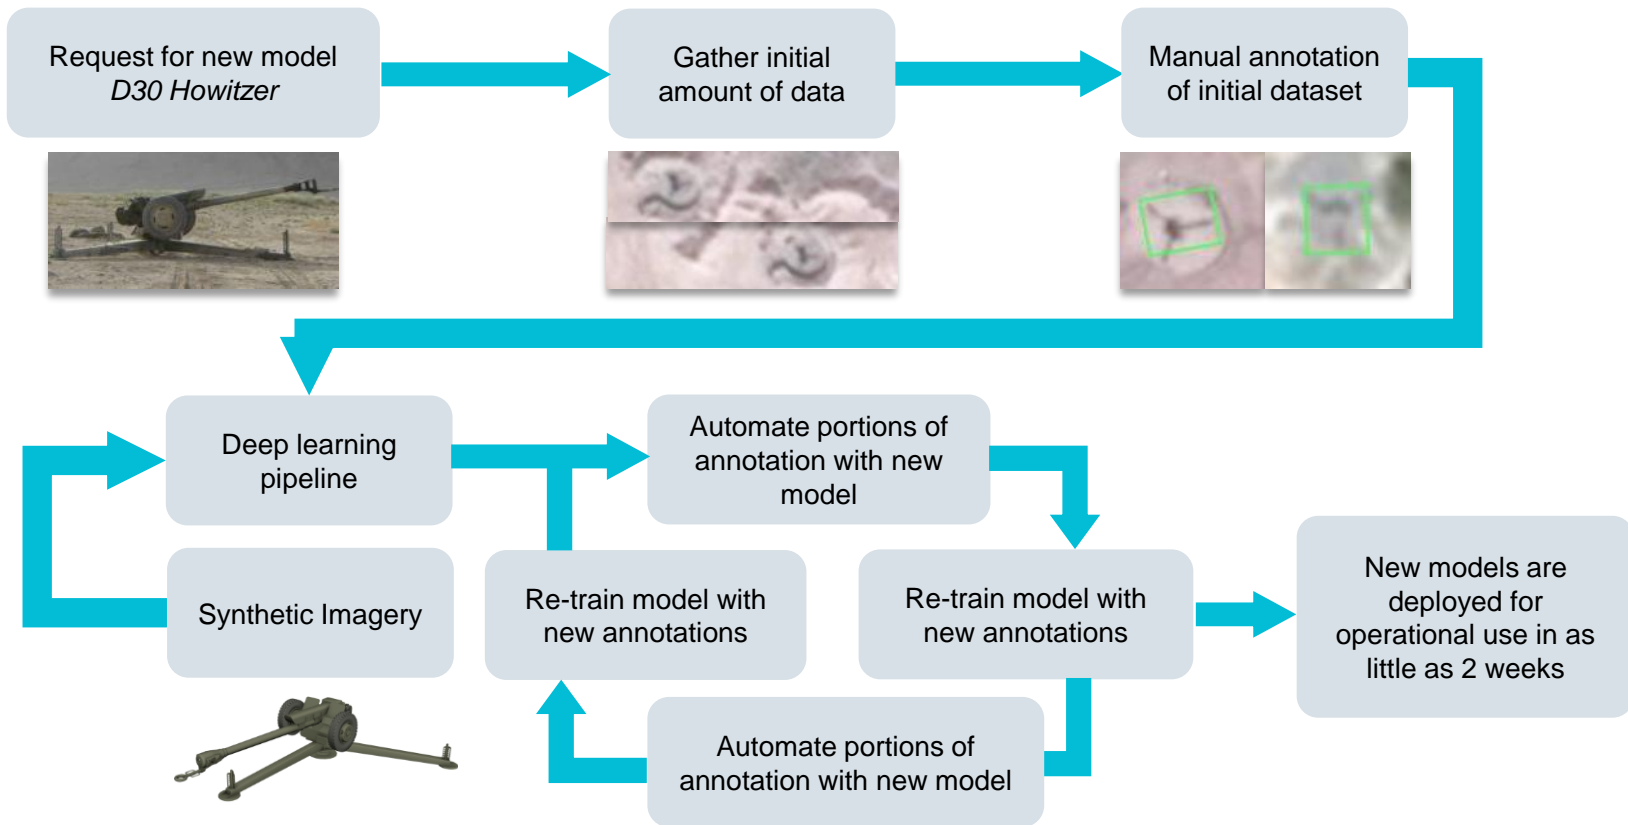 Request for new model
D30 Howitzer
Gather initial
amount of data
Manual annotation
of initial dataset
Deep learning
pipeline
Automate portions of
annotation with new
model
Synthetic Imagery
Re-train model with
new annotations
Re-train model with
new annotations
New models are
deployed for
operational use in as
little as 2 weeks
Automate portions of
annotation with new model